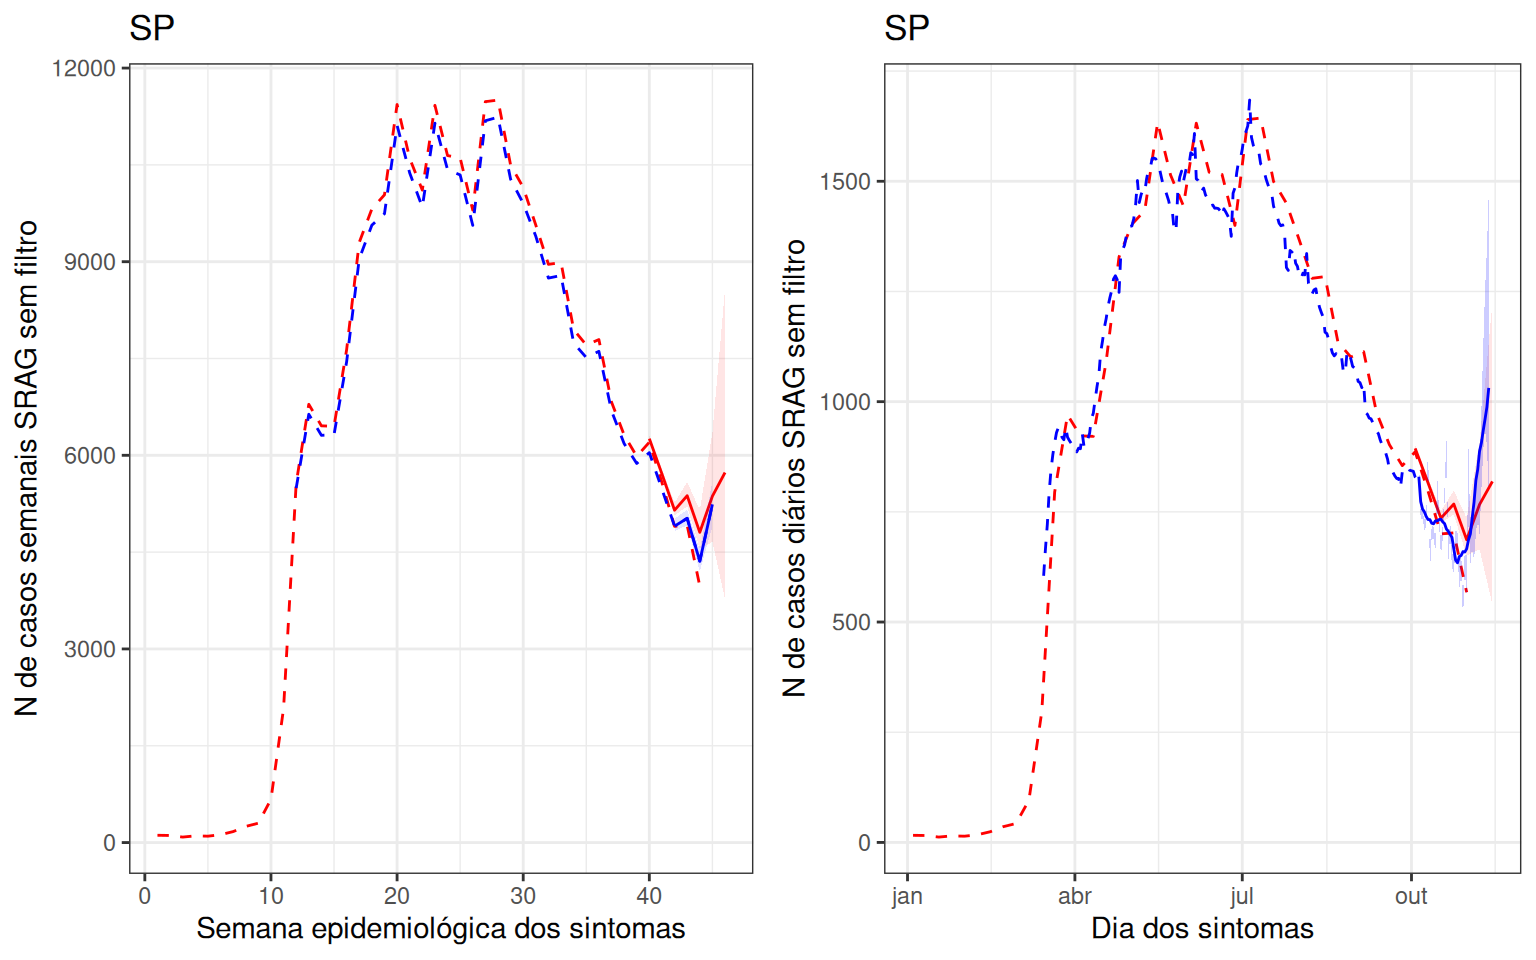 SP
N de casos semanais SRAG sem filtro
12000
9000
6000
3000
0
0 10 20 30 40
Semana epidemiológica dos sintomas
SP
N de casos diários SRAG sem filtro
1500
1000
500
0
jan abr jul out
Dia dos sintomas